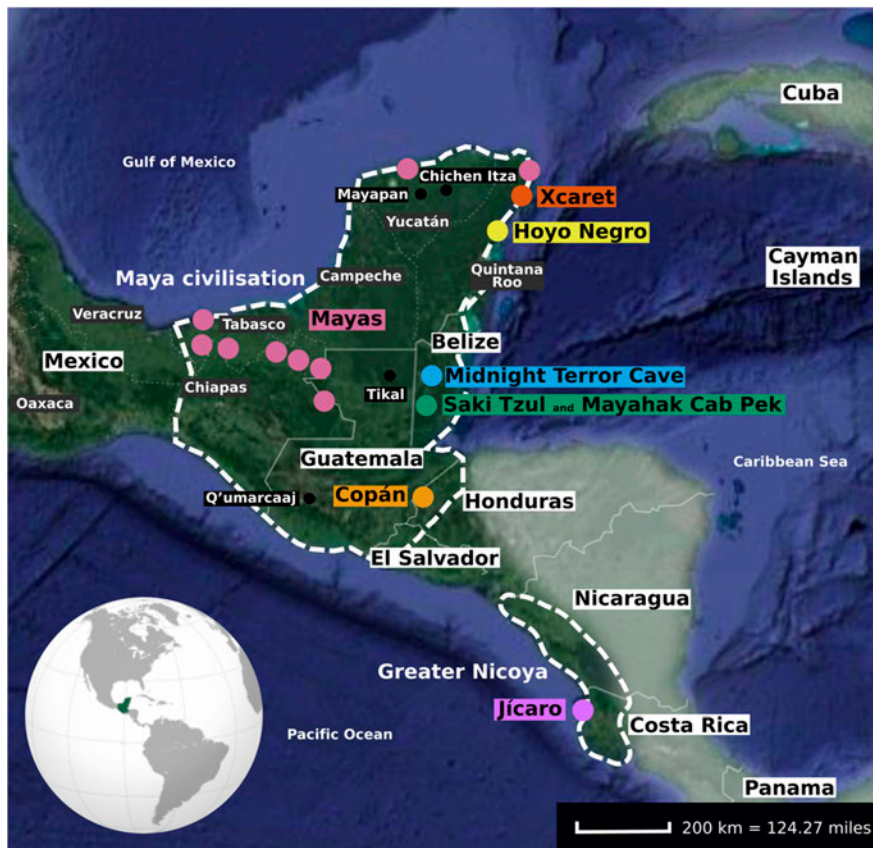 Cuba
Gulf of Mexico
Chichen Itza
Mayapan
Xcaret
Yucatán
Hoyo Negro
Cayman
Islands
Maya civilisation
Campeche
Quintana
Roo
Veracruz
Tabasco
Mayas
Belize
Mexico
Midnight Terror Cave
Chiapas
Tikal
Oaxaca
Saki Tzul and Mayahak Cab Pek
Guatemala
Caribbean Sea
Q'umarcaaj
Copán
Honduras
El Salvador
Nicaragua
Greater Nicoya
Jícaro
Costa Rica
Pacific Ocean
Panama
200 km = 124.27 miles